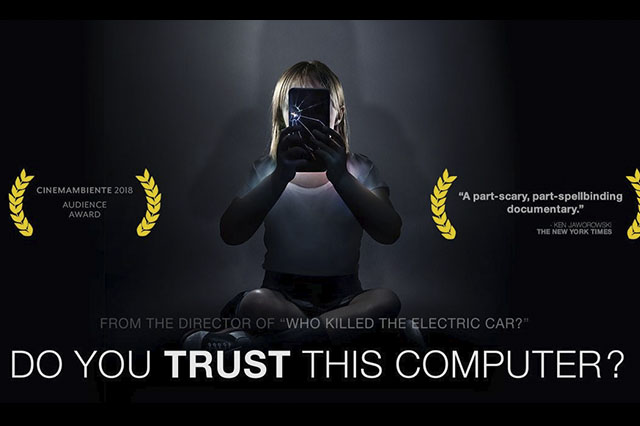 CINEMAMBIENTE 2018
AUDIENCE
AWARD
“A part-scary, part-spellbinding
documentary.”
- KEN JAWOROWSKI
THE NEW YORK TIMES
FROM THE DIRECTOR OF “WHO KILLED THE ELECTRIC CAR?”
DO YOU TRUST THIS COMPUTER?